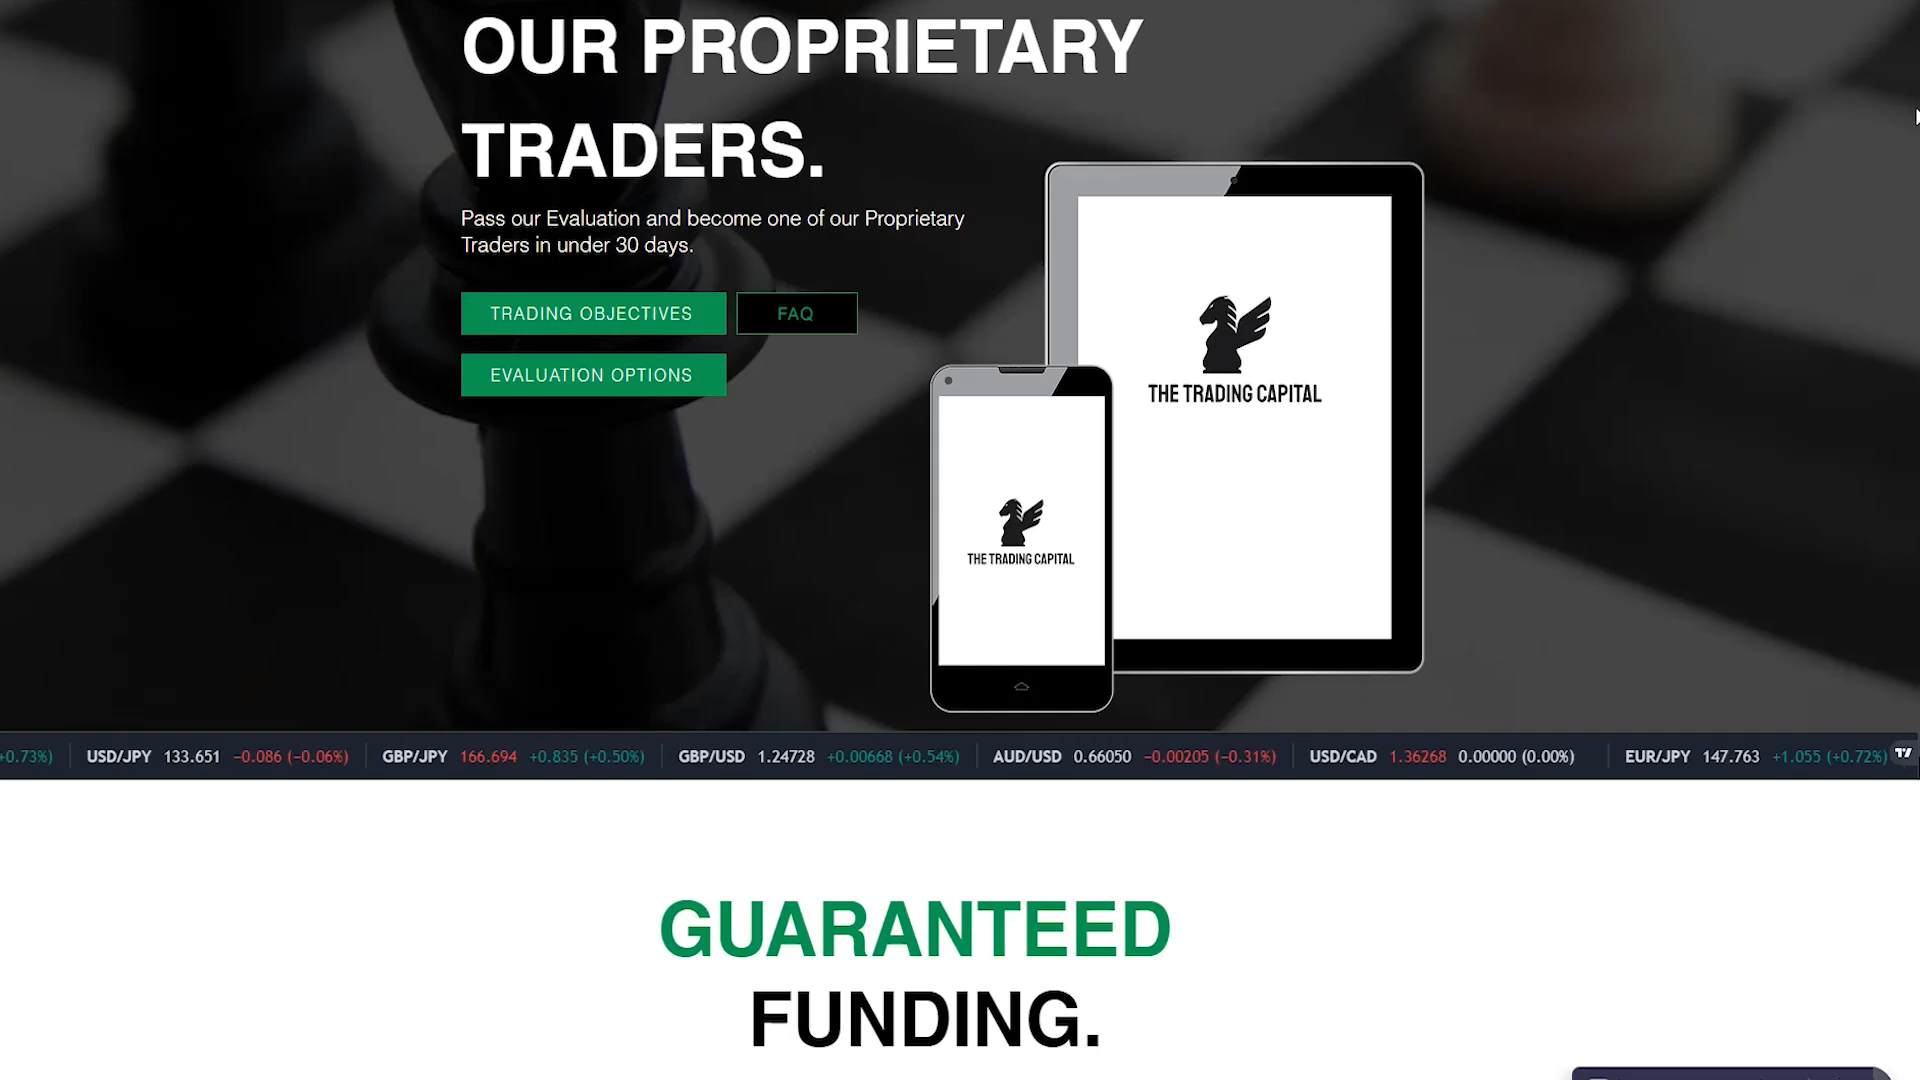 OUR PROPRIETARY
TRADERS.
Pass our Evaluation and become one of our Proprietary
Traders in under 30 days.
TRADING OBJECTIVES
FAQ
EVALUATION OPTIONS
THE TRADING CAPITAL
THE TRADING CAPITAL
+0.73%) USD/JPY 133.651 −0.086 (−0.06%) GBP/JPY 166.694 +0.835 (+0.50%) GBP/USD 1.24728 +0.00668 (+0.54%) AUD/USD 0.66050 −0.00205 (−0.31%) USD/CAD 1.36268 0.00000 (0.00%) EUR/JPY 147.763 +1.055 (+0.72%)
GUARANTEED
FUNDING.